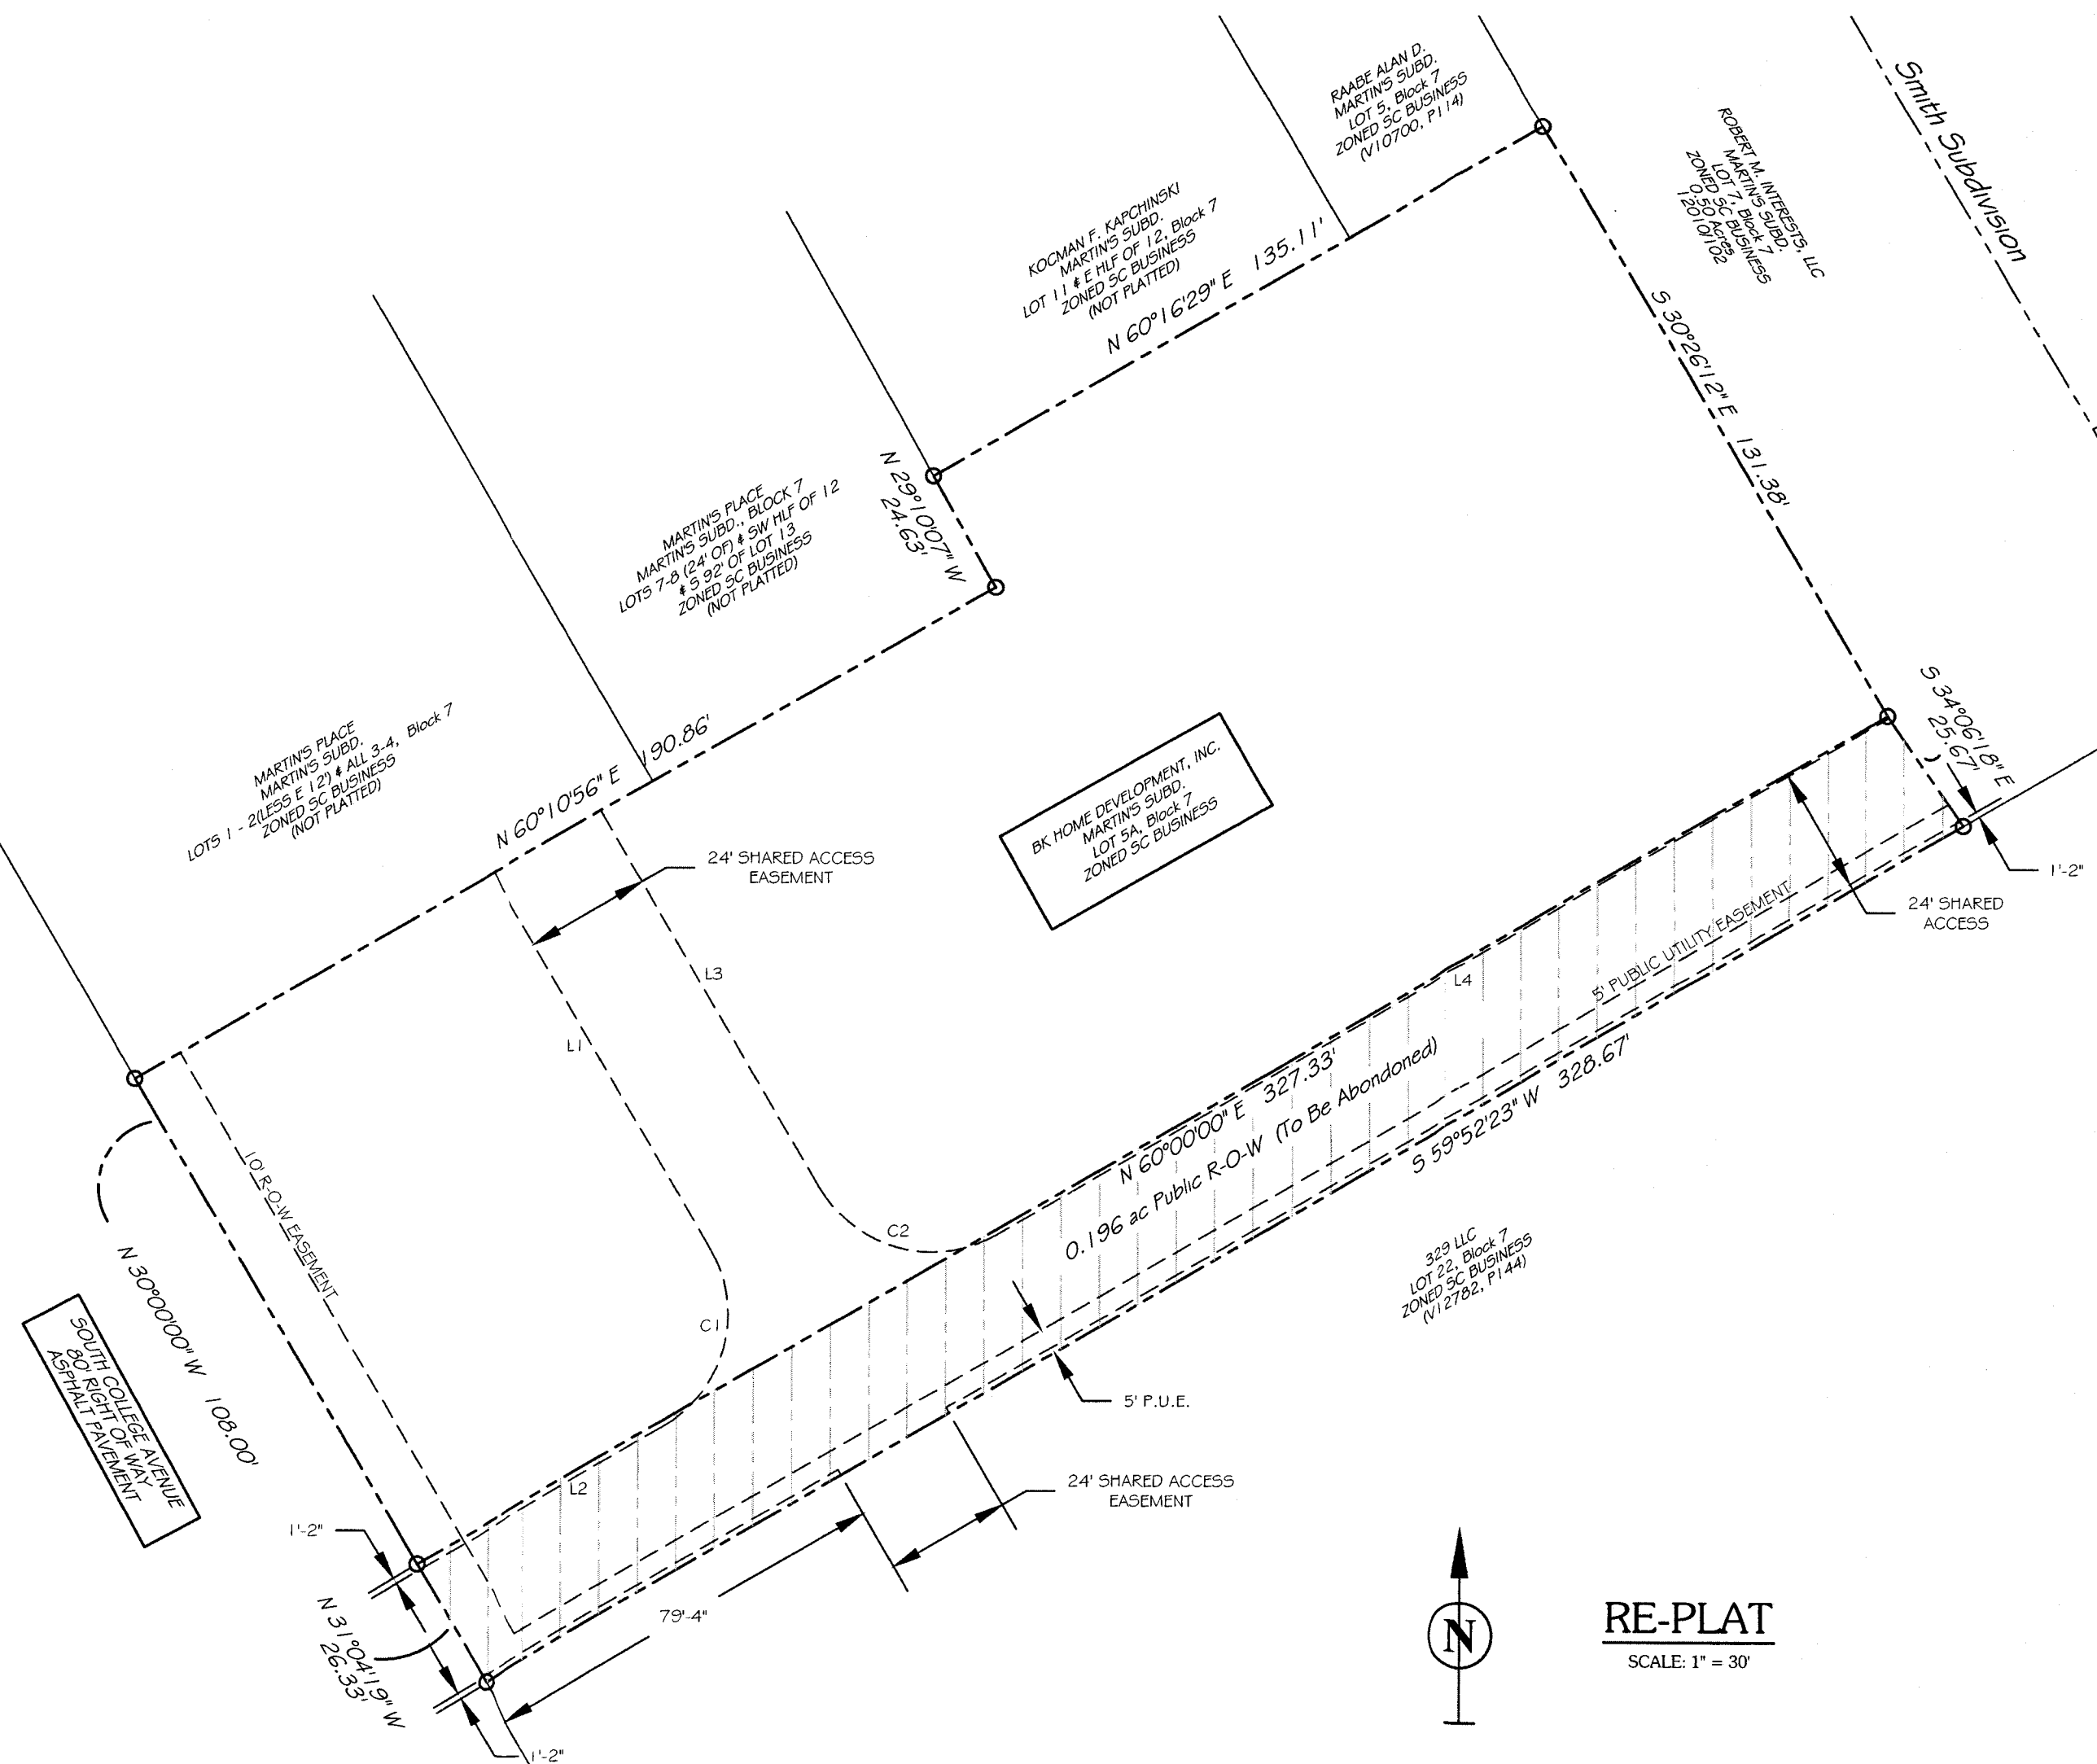 RAABE ALAN D.
MARTIN'S SUBD.
LOT 5, Block 7
ZONED SC BUSINESS
(V10700, P114)
Smith Subdivision
ROBERT M. INTERESTS, LLC
MARTIN'S SUBD.
LOT 7, Block 7
ZONED SC BUSINESS
0.50 Acres
12010/102
KOCMAN F. KAPCHINSKI
MARTIN'S SUBD.
LOT 11 & E HLF OF 12, Block 7
ZONED SC BUSINESS
(NOT PLATTED)
N 60°16'29" E 135.11'
S 30°26'12" E 131.38'
N 29°10'07" W
24.63'
MARTIN'S PLACE
MARTIN'S SUBD., BLOCK 7
LOTS 7-8 (24' OF) & SW HLF OF 12
& S 92' OF LOT 13
ZONED SC BUSINESS
(NOT PLATTED)
MARTIN'S PLACE
MARTIN'S SUBD.
LOTS 1 - 2(LESS E 12') & ALL 3-4, Block 7
ZONED SC BUSINESS
(NOT PLATTED)
N 60°10'56" E 190.86'
S 34°06'18" E
25.67'
BK HOME DEVELOPMENT, INC.
MARTIN'S SUBD.
LOT 5A, Block 7
ZONED SC BUSINESS
24' SHARED ACCESS
EASEMENT
1'-2"
24' SHARED
ACCESS
5' PUBLIC UTILITY EASEMENT
L3
L4
L1
N 60°00'00" E 327.33'
0.196 ac Public R-O-W (To Be Abondoned)
S 59°52'23" W 328.67'
10' R-O-W EASEMENT
C2
C1
N 30°00'00" W 108.00'
SOUTH COLLEGE AVENUE
80' RIGHT OF WAY
ASPHALT PAVEMENT
329 LLC
LOT 22, Block 7
ZONED SC BUSINESS
(V12782, P144)
5' P.U.E.
L2
24' SHARED ACCESS
EASEMENT
1'-2"
N 31°04'19" W
26.33'
79'-4"
1'-2"
N
RE-PLAT
SCALE: 1" = 30'